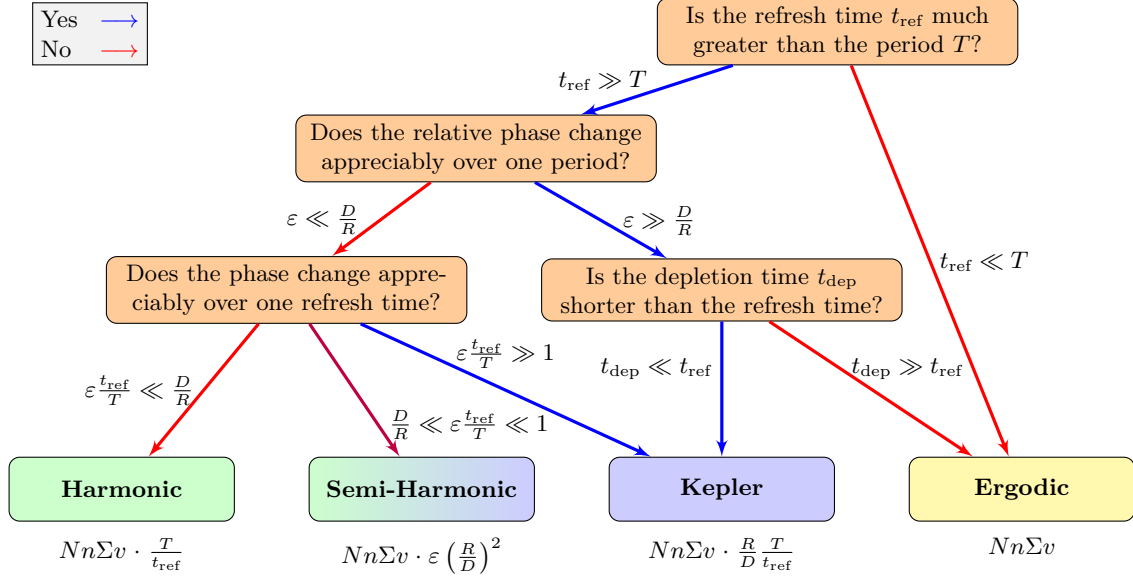 Yes
No
Is the refresh time t_ref much
greater than the period T?
t_ref ≫ T
Does the relative phase change
appreciably over one period?
ε ≪ D/R
ε ≫ D/R
t_ref ≪ T
Does the phase change appre-
ciably over one refresh time?
Is the depletion time t_dep
shorter than the refresh time?
ε t_ref/T ≫ 1
t_dep ≪ t_ref
t_dep ≫ t_ref
ε t_ref/T ≪ D/R
D/R ≪ ε t_ref/T ≪ 1
Harmonic
Semi-Harmonic
Kepler
Ergodic
NnΣv · T/t_ref
NnΣv · ε (R/D)^2
NnΣv · R/D T/t_ref
NnΣv